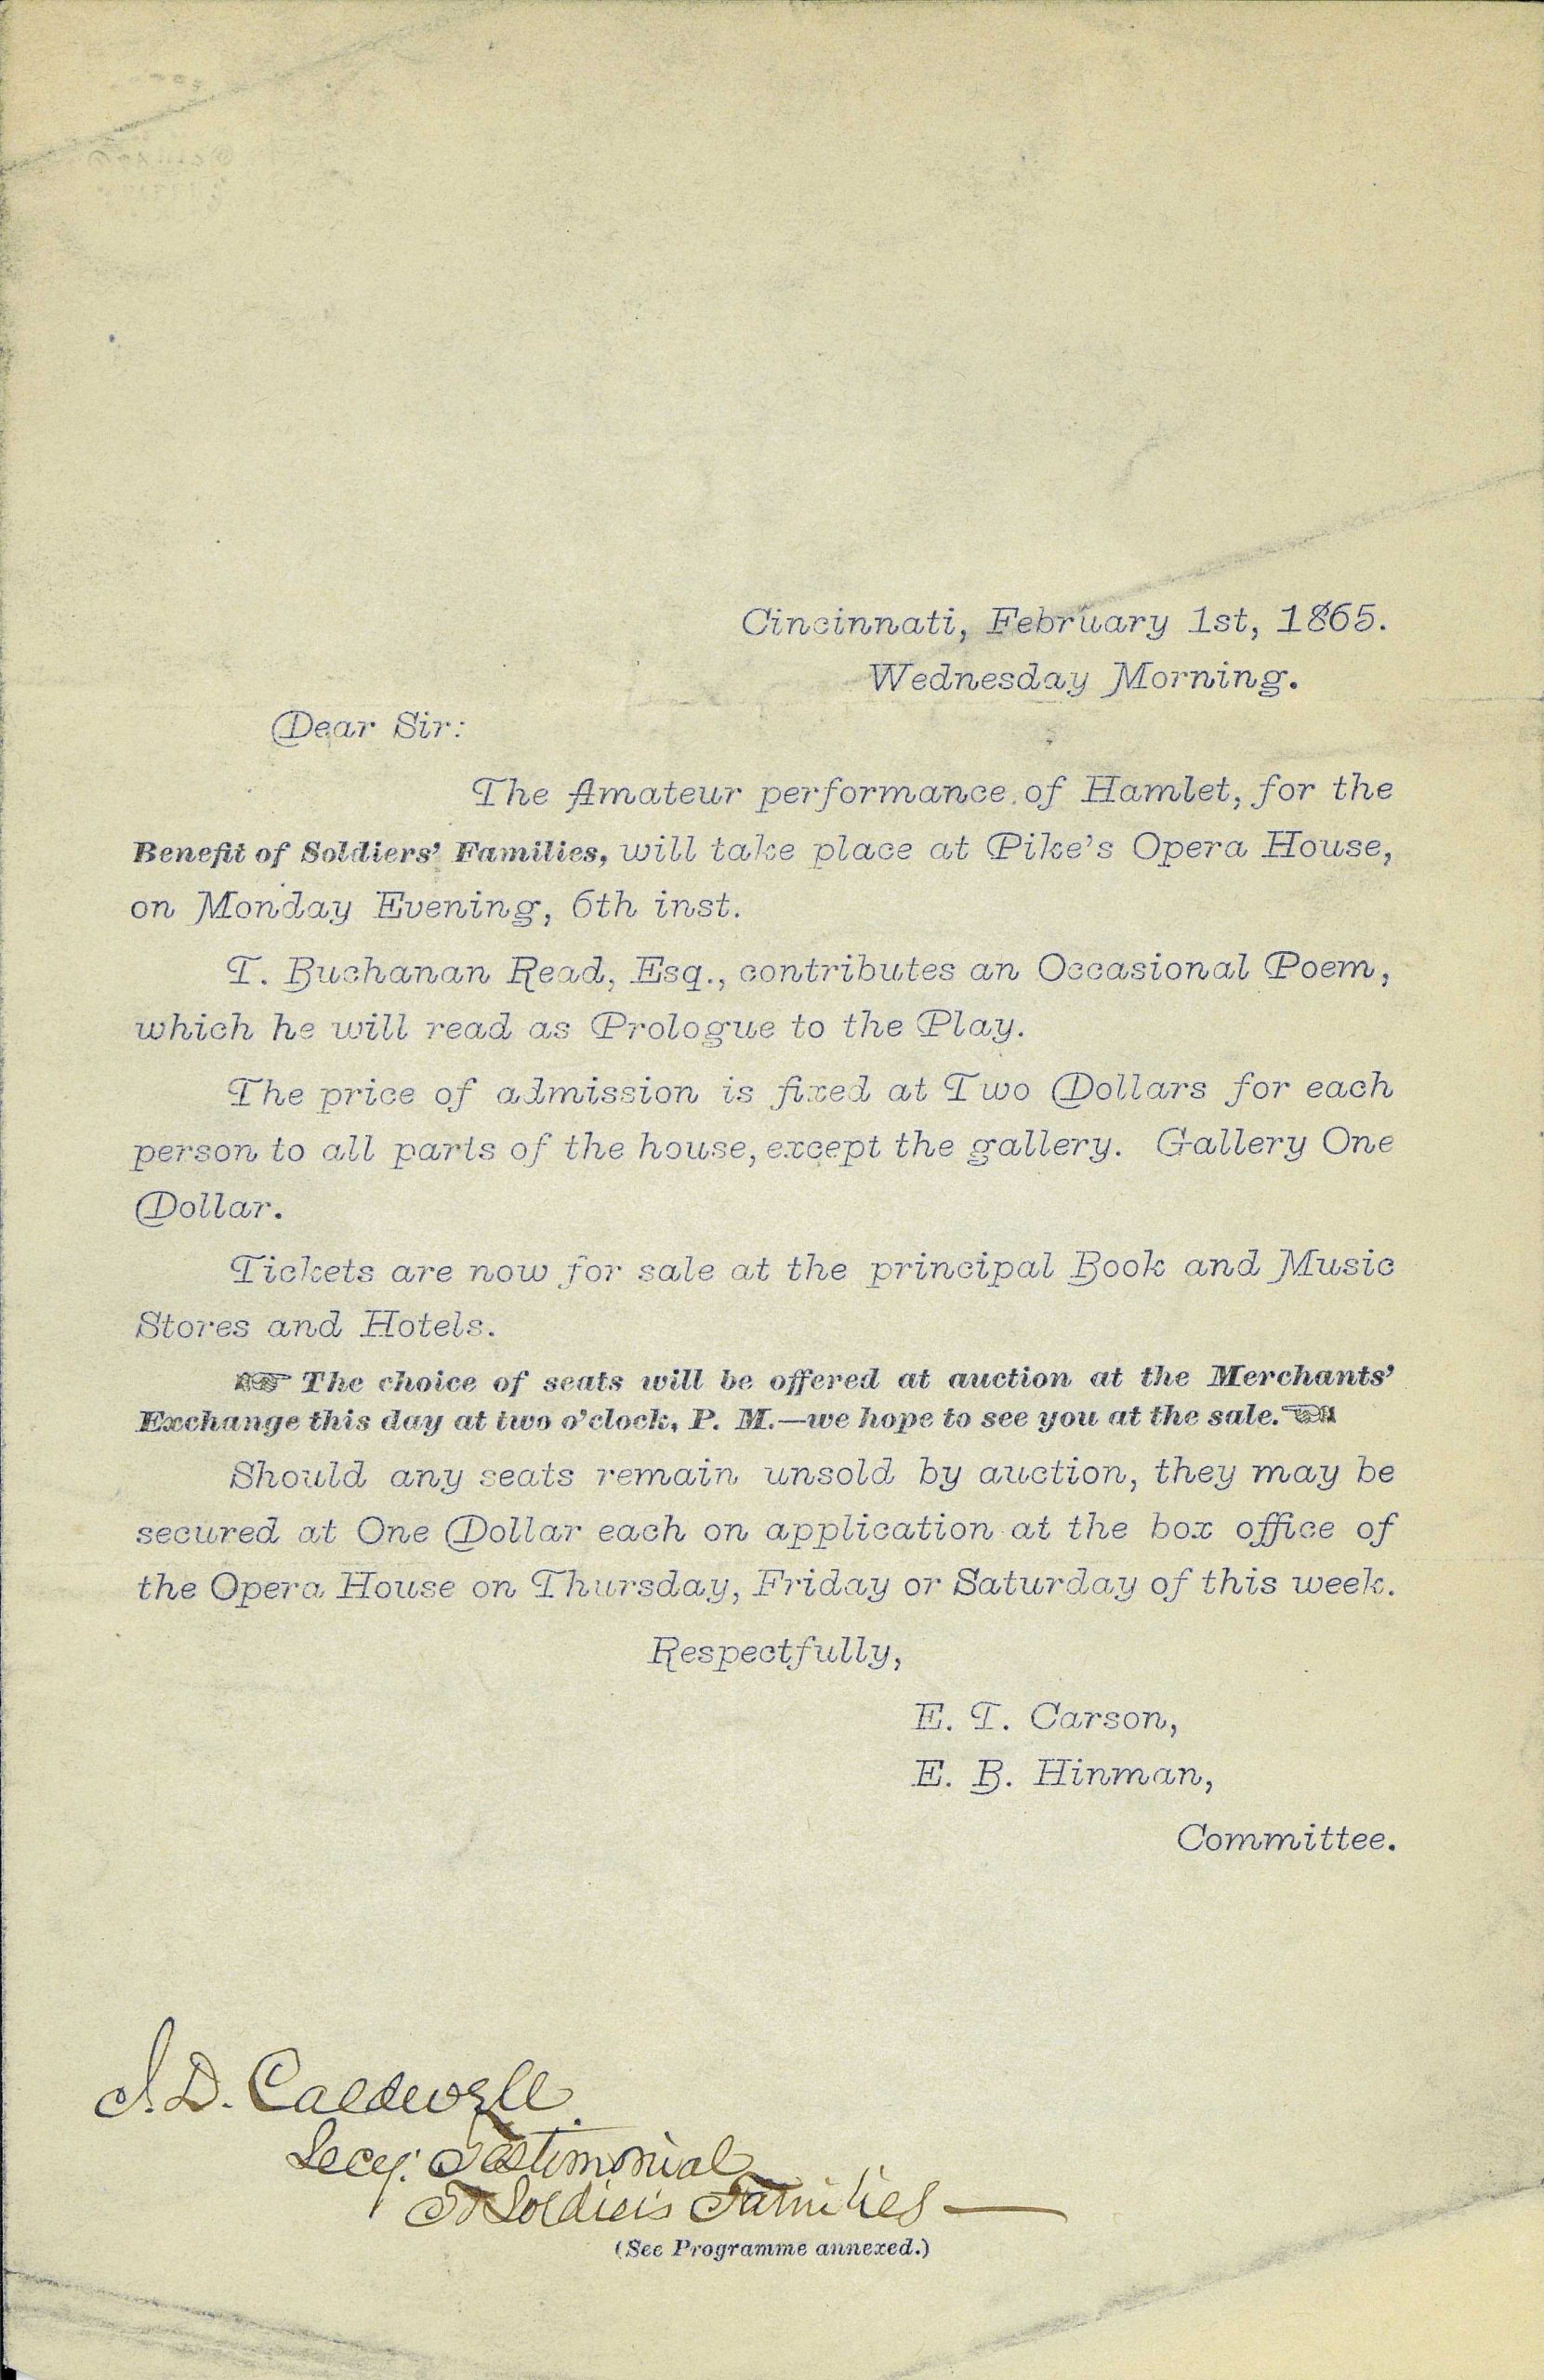 Cincinnati, February 1st, 1865.
Wednesday Morning.
Dear Sir:
The Amateur performance of Hamlet, for the
Benefit of Soldiers' Families, will take place at Pike's Opera House,
on Monday Evening, 6th inst.
T. Buchanan Read, Esq., contributes an Occasional Poem,
which he will read as Prologue to the Play.
The price of admission is fixed at Two Dollars for each
person to all parts of the house, except the gallery. Gallery One
Dollar.
Tickets are now for sale at the principal Book and Music
Stores and Hotels.
☞ The choice of seats will be offered at auction at the Merchants'
Exchange this day at two o'clock, P. M.—we hope to see you at the sale. ☜
Should any seats remain unsold by auction, they may be
secured at One Dollar each on application at the box office of
the Opera House on Thursday, Friday or Saturday of this week.
Respectfully,
E. T. Carson,
E. B. Hinman,
Committee.
J. D. Caldwell.
Secy. Testimonial
To Soldiers Families—
(See Programme annexed.)